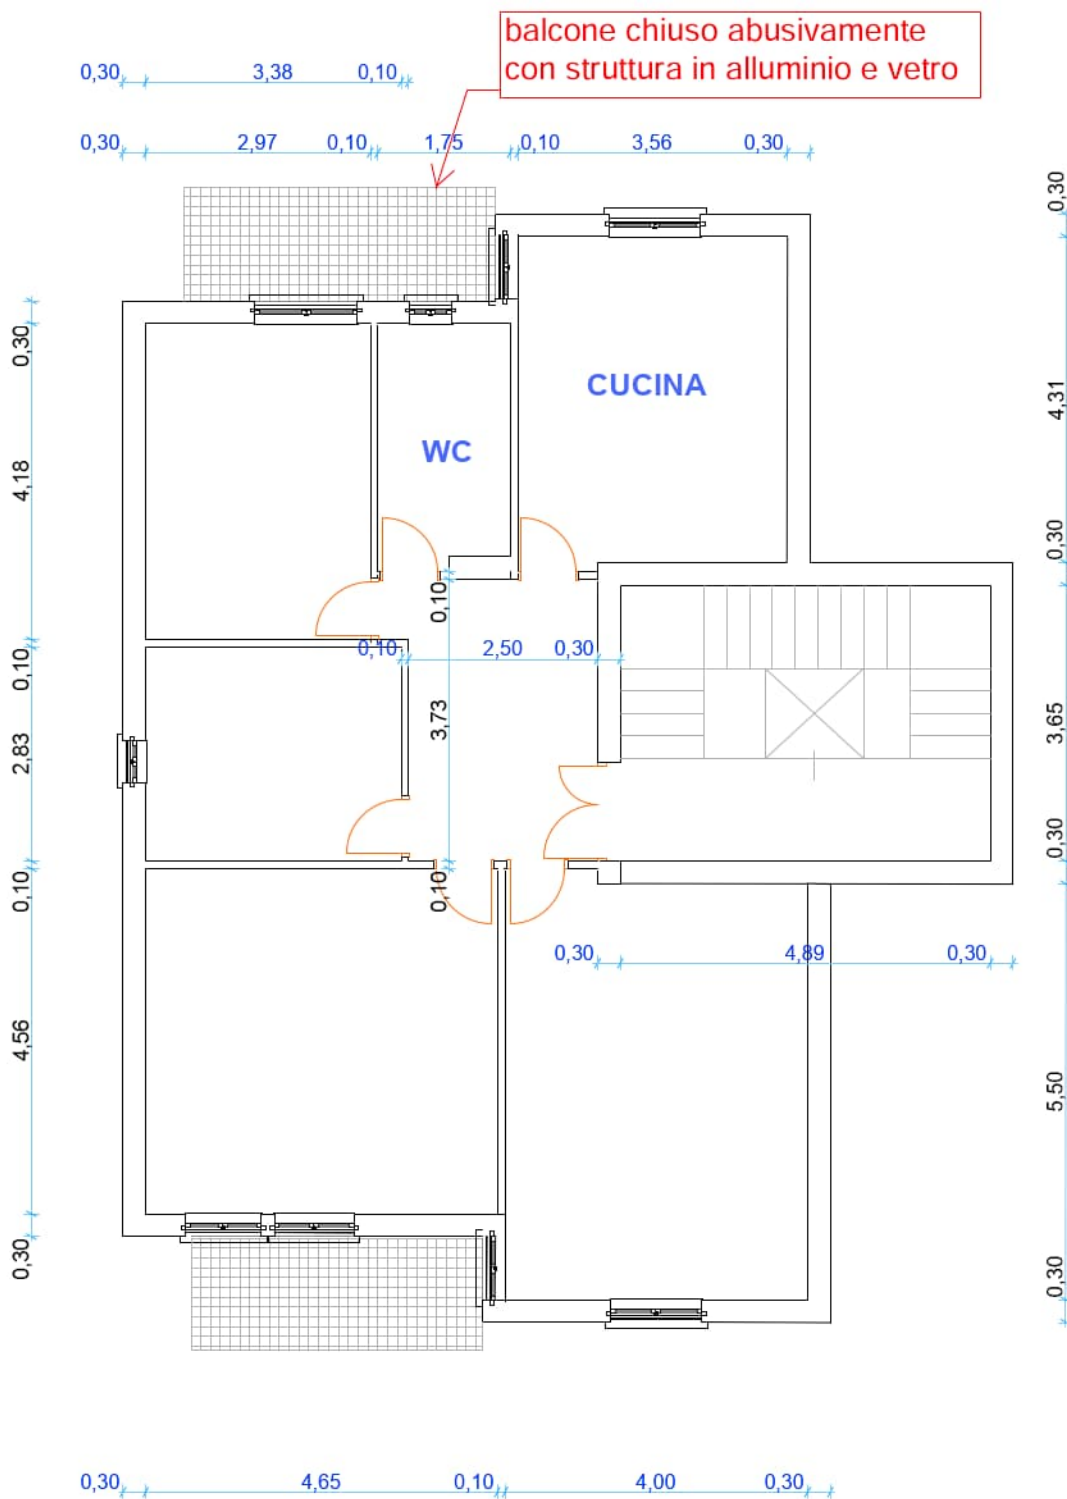 balcone chiuso abusivamente
con struttura in alluminio e vetro
0,30 3,38 0,10
0,30 2,97 0,10 1,75 0,10 3,56 0,30
0,30
0,30
4,18
0,10
2,83
0,10
4,56
0,30
CUCINA
WC
4,31
0,30
3,65
0,30
5,50
0,30
0,10
0,10 2,50 0,30
3,73
0,10
0,30 4,89 0,30
0,30 4,65 0,10 4,00 0,30